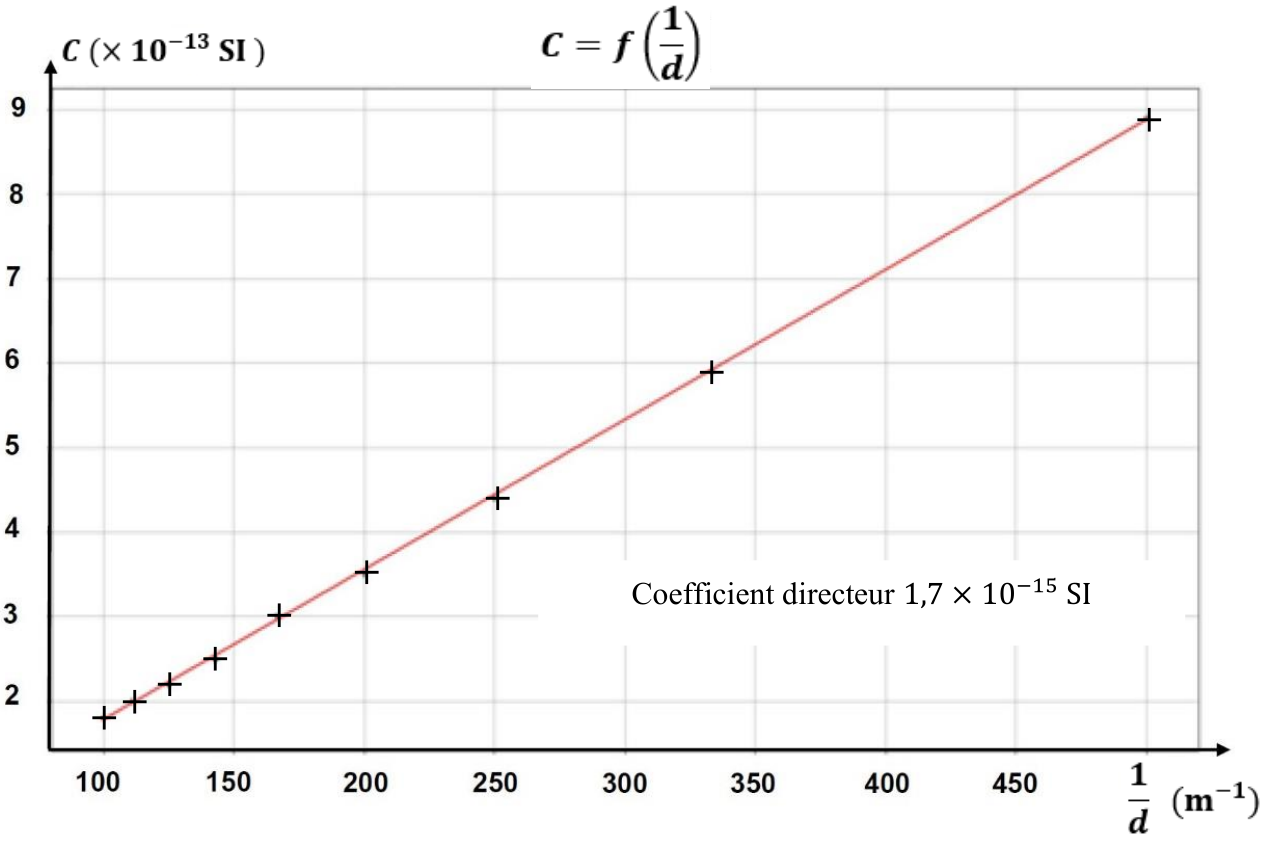 C (× 10⁻¹³ SI )
C = f(1/d)
9
8
7
6
5
4
3
2
Coefficient directeur 1,7 × 10⁻¹⁵ SI
100 150 200 250 300 350 400 450
1/d (m⁻¹)